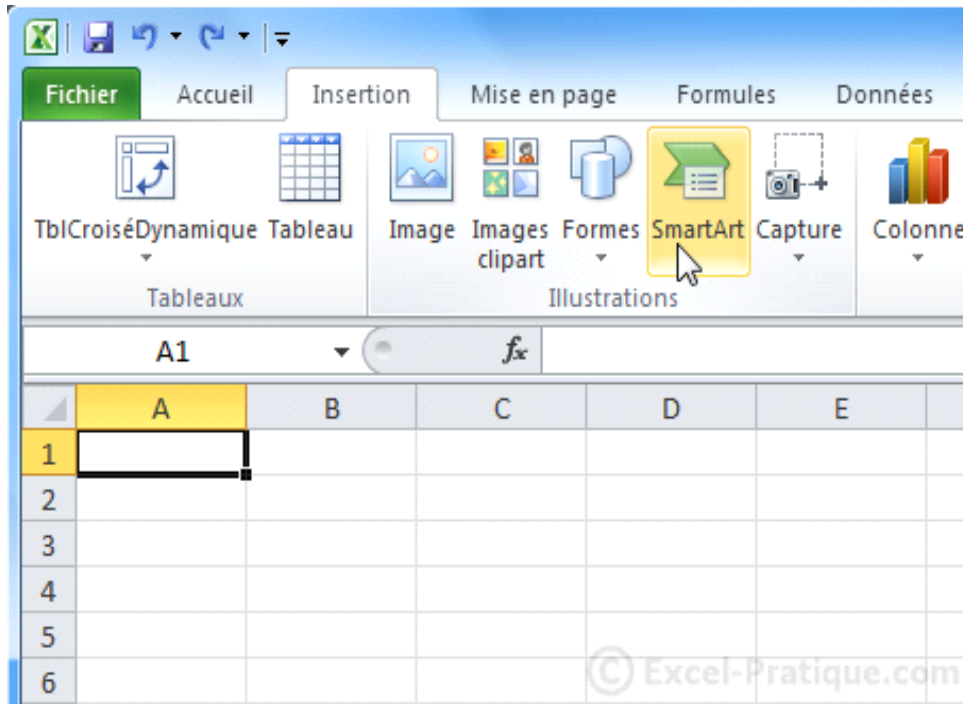 Fichier Accueil Insertion Mise en page Formules Données
TblCroiséDynamique Tableau Image Images clipart Formes SmartArt Capture Colonne
Tableaux Illustrations
A1 fx
A B C D E
1
2
3
4
5
6
© Excel-Pratique.com